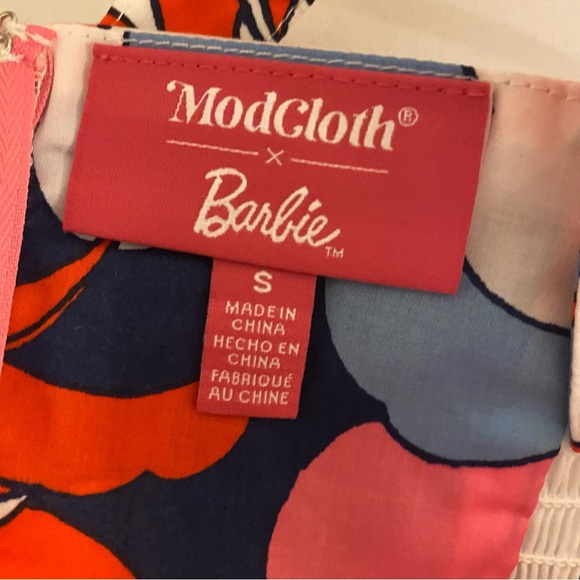 ModCloth®
×
Barbie™
S
MADE IN
CHINA
HECHO EN
CHINA
FABRIQUÉ
AU CHINE